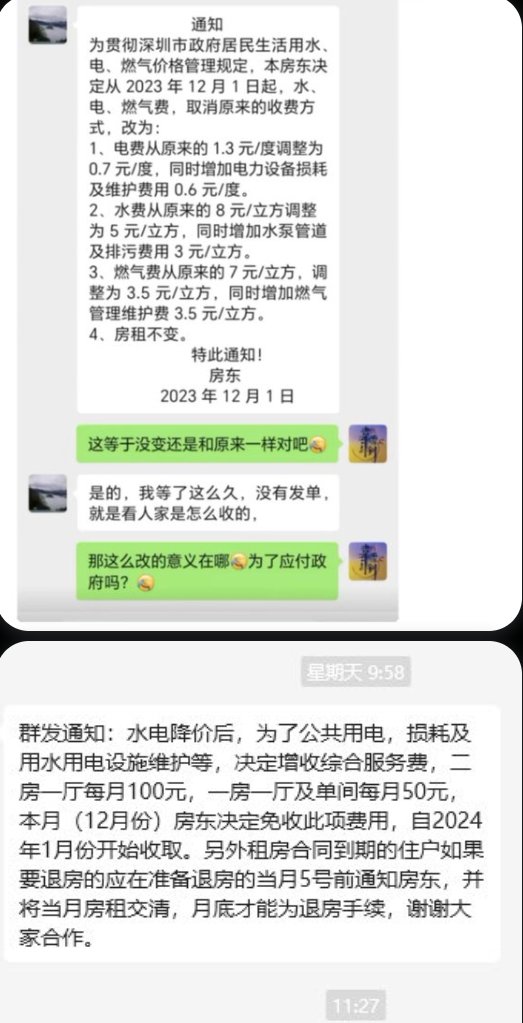 通知
为贯彻深圳市政府居民生活用水、
电、燃气价格管理规定，本房东决
定从 2023 年 12 月 1 日起，水、
电、燃气费，取消原来的收费方
式，改为：
1、电费从原来的 1.3 元/度调整为
0.7 元/度，同时增加电力设备损耗
及维护费用 0.6 元/度。
2、水费从原来的 8 元/立方调整
为 5 元/立方，同时增加水泵管道
及排污费用 3 元/立方。
3、燃气费从原来的 7 元/立方，调
整为 3.5 元/立方，同时增加燃气
管理维护费 3.5 元/立方。
4、房租不变。
特此通知！
房东
2023 年 12 月 1 日
这等于没变还是和原来一样对吧
是的，我等了这么久，没有发单，
就是看人家是怎么收的，
那这么改的意义在哪为了应付政
府吗？
星期天 9:58
群发通知：水电降价后，为了公共用电，损耗及
用水用电设施维护等，决定增收综合服务费，二
房一厅每月100元，一房一厅及单间每月50元，
本月（12月份）房东决定免收此项费用，自2024
年1月份开始收取。另外租房合同到期的住户如果
要退房的应在准备退房的当月5号前通知房东，并
将当月房租交清，月底才能为退房手续，谢谢大
家合作。
11:27